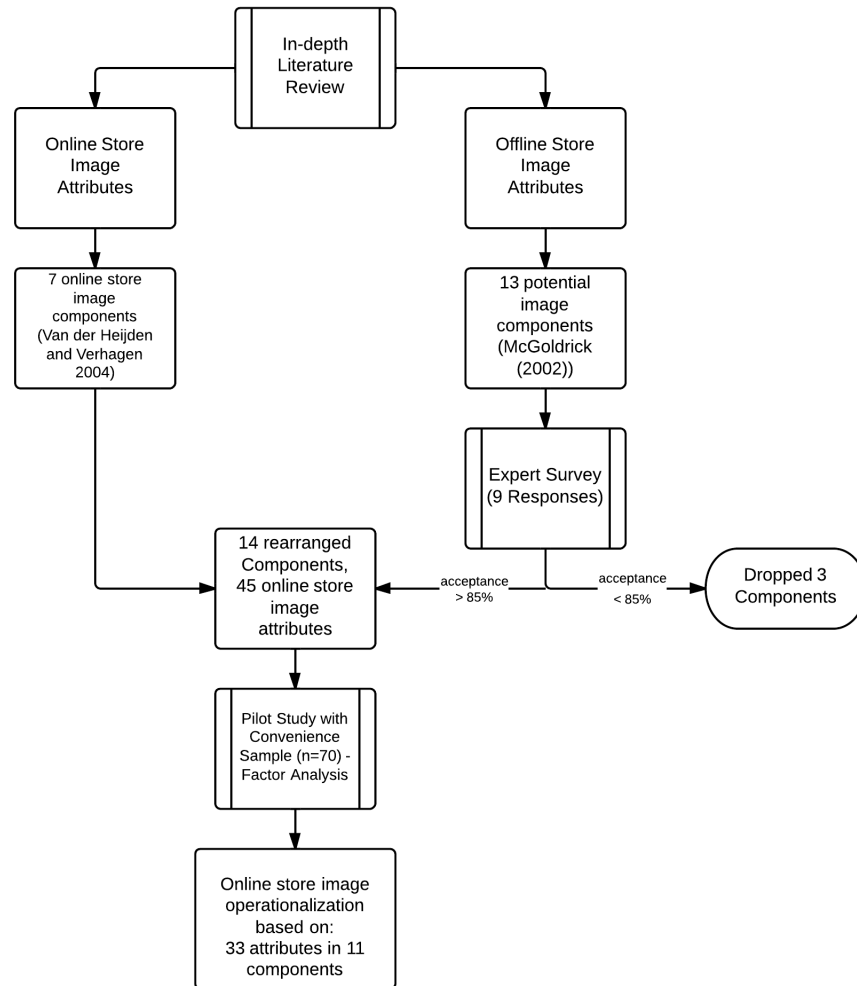 In-depth
Literature
Review
Online Store
Image
Attributes
Offline Store
Image
Attributes
7 online store
image
components
(Van der Heijden
and Verhagen
2004)
13 potential
image
components
(McGoldrick
(2002))
Expert Survey
(9 Responses)
14 rearranged
Components,
45 online store
image
attributes
acceptance
> 85%
acceptance
< 85%
Dropped 3
Components
Pilot Study with
Convenience
Sample (n=70) -
Factor Analysis
Online store image
operationalization
based on:
33 attributes in 11
components